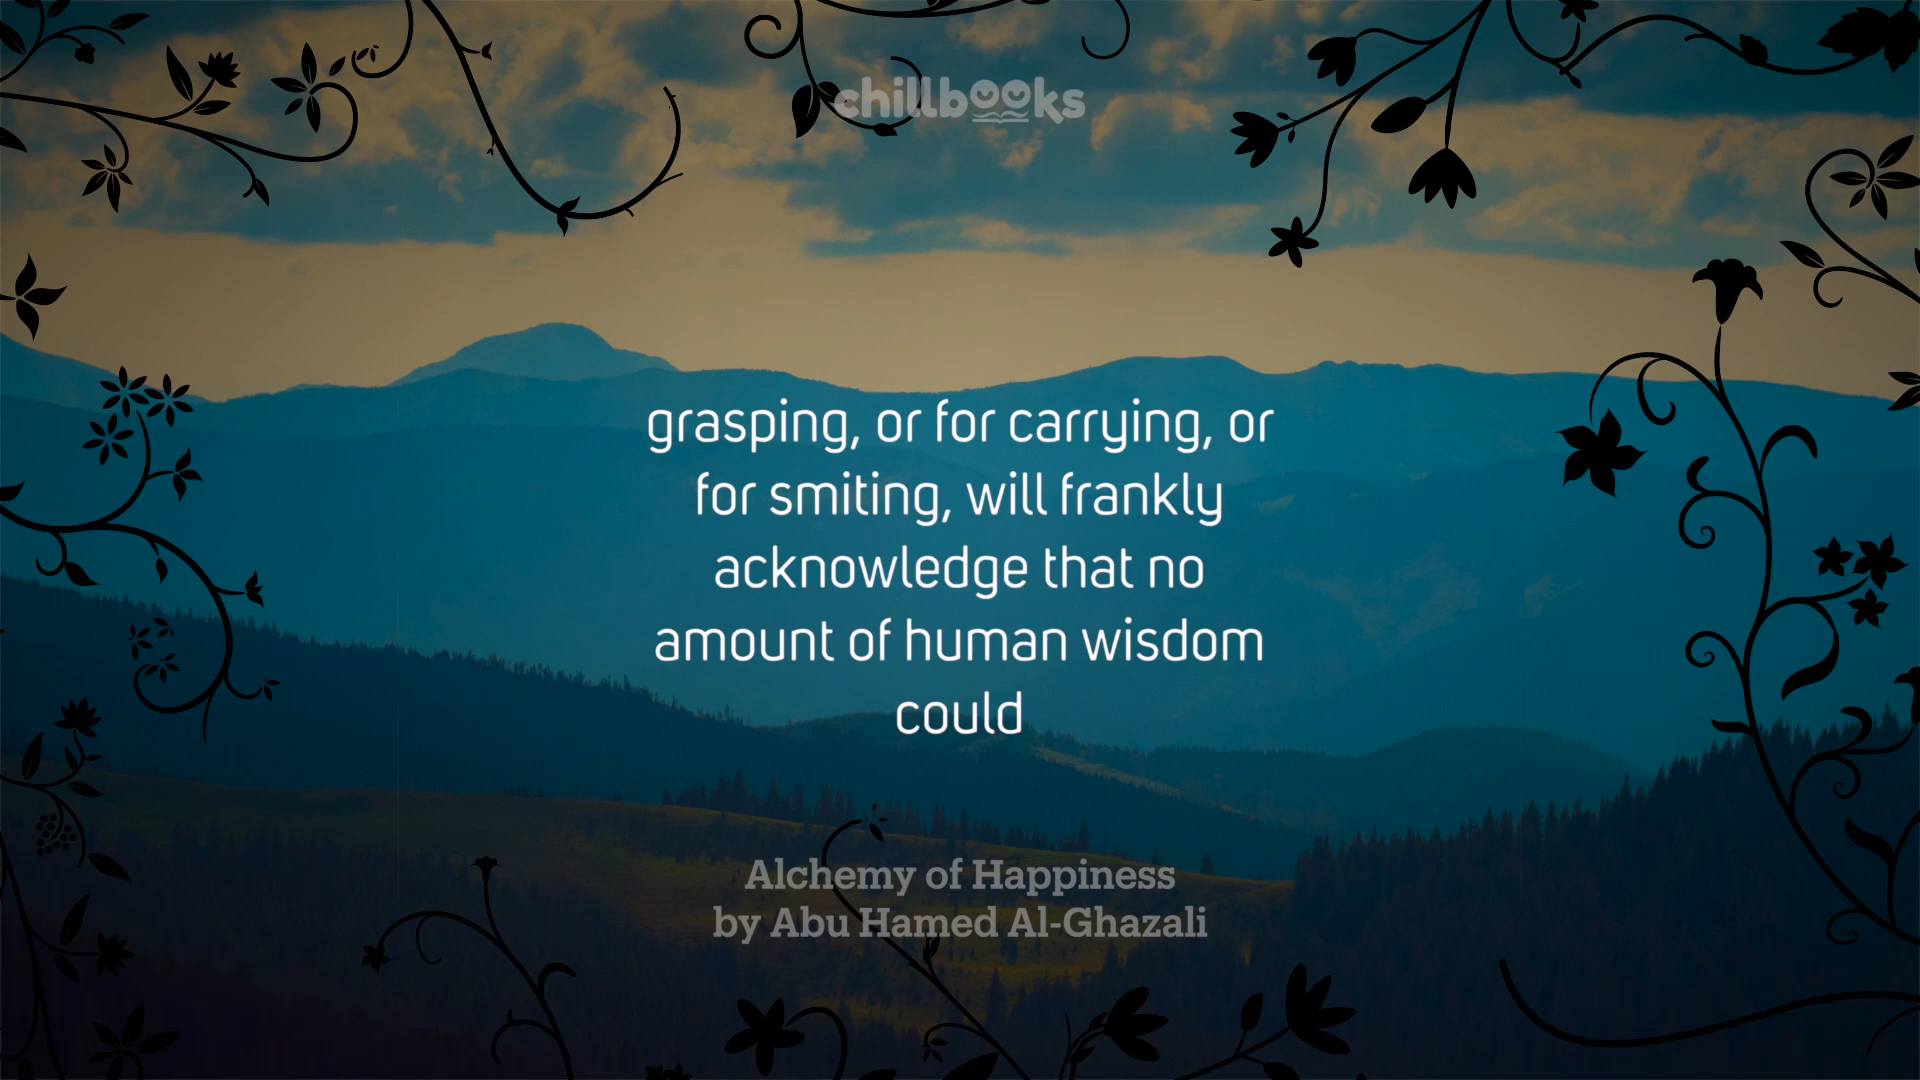 chillbooks
grasping, or for carrying, or
for smiting, will frankly
acknowledge that no
amount of human wisdom
could
Alchemy of Happiness
by Abu Hamed Al-Ghazali